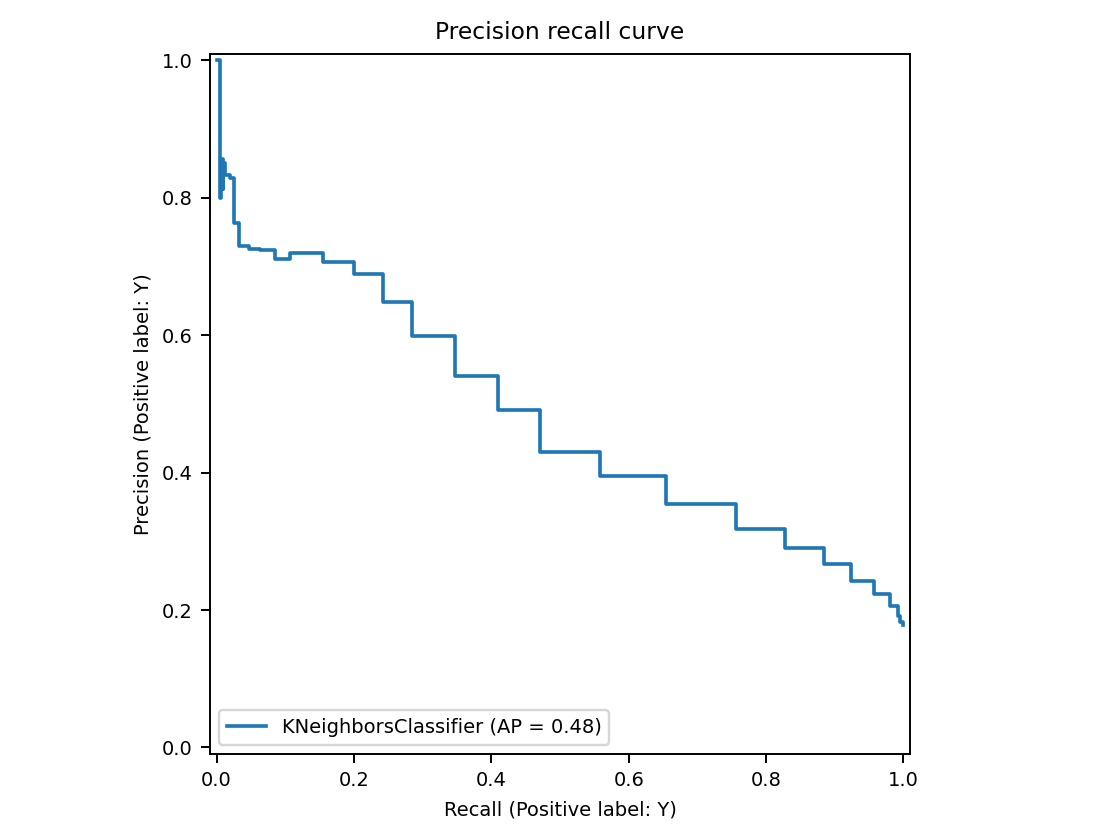 Precision recall curve
1.0
0.8
0.6
0.4
0.2
0.0
Precision (Positive label: Y)
KNeighborsClassifier (AP = 0.48)
0.0 0.2 0.4 0.6 0.8 1.0
Recall (Positive label: Y)